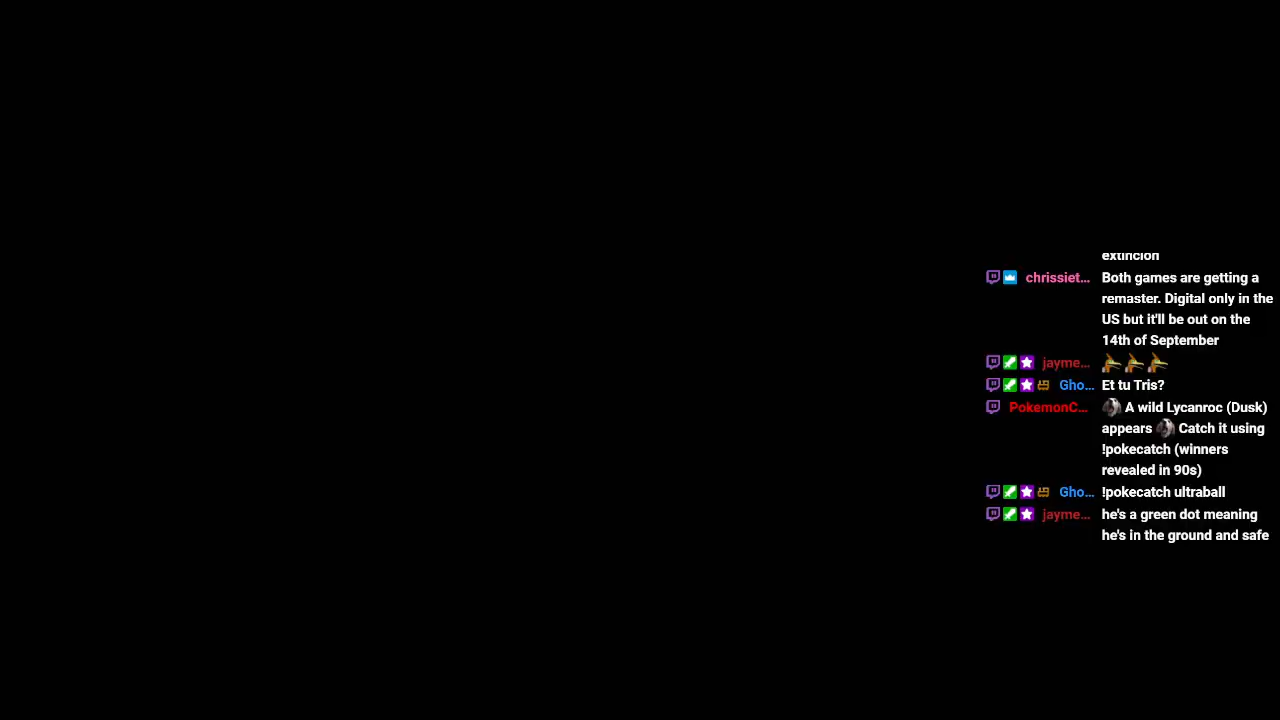 extincion
chrissiet... Both games are getting a
remaster. Digital only in the
US but it'll be out on the
14th of September
jayme...
Gho... Et tu Tris?
PokemonC... A wild Lycanroc (Dusk)
appears Catch it using
!pokecatch (winners
revealed in 90s)
Gho... !pokecatch ultraball
jayme... he's a green dot meaning
he's in the ground and safe